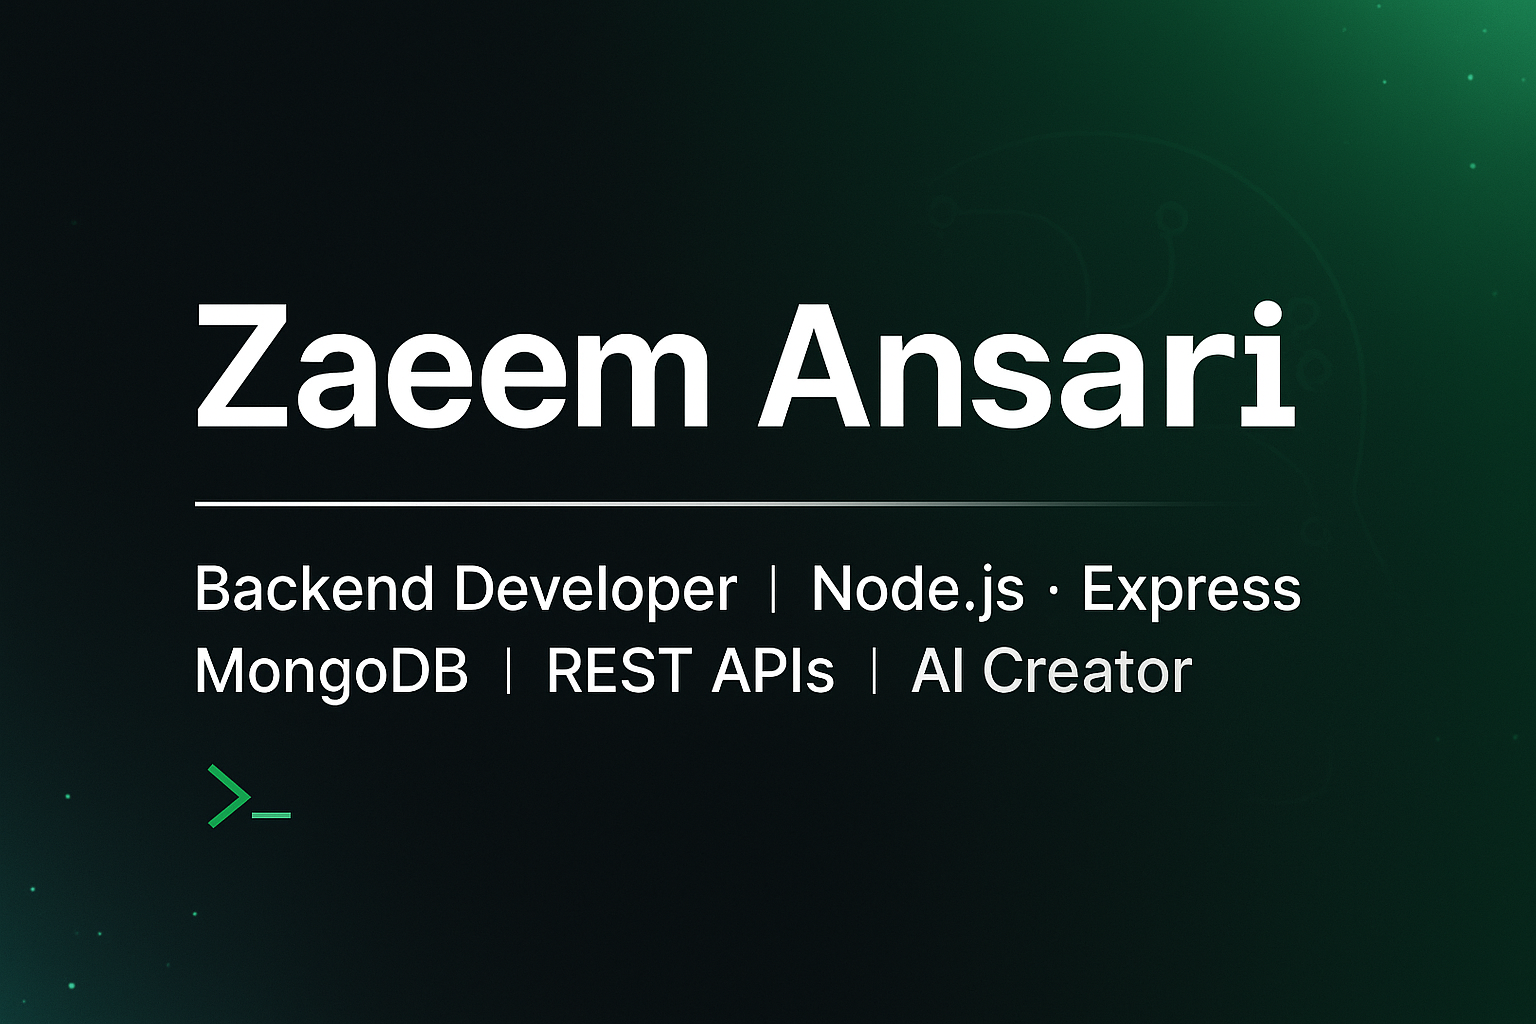 Zaeem Ansari
Backend Developer | Node.js · Express
MongoDB | REST APIs | AI Creator
>_